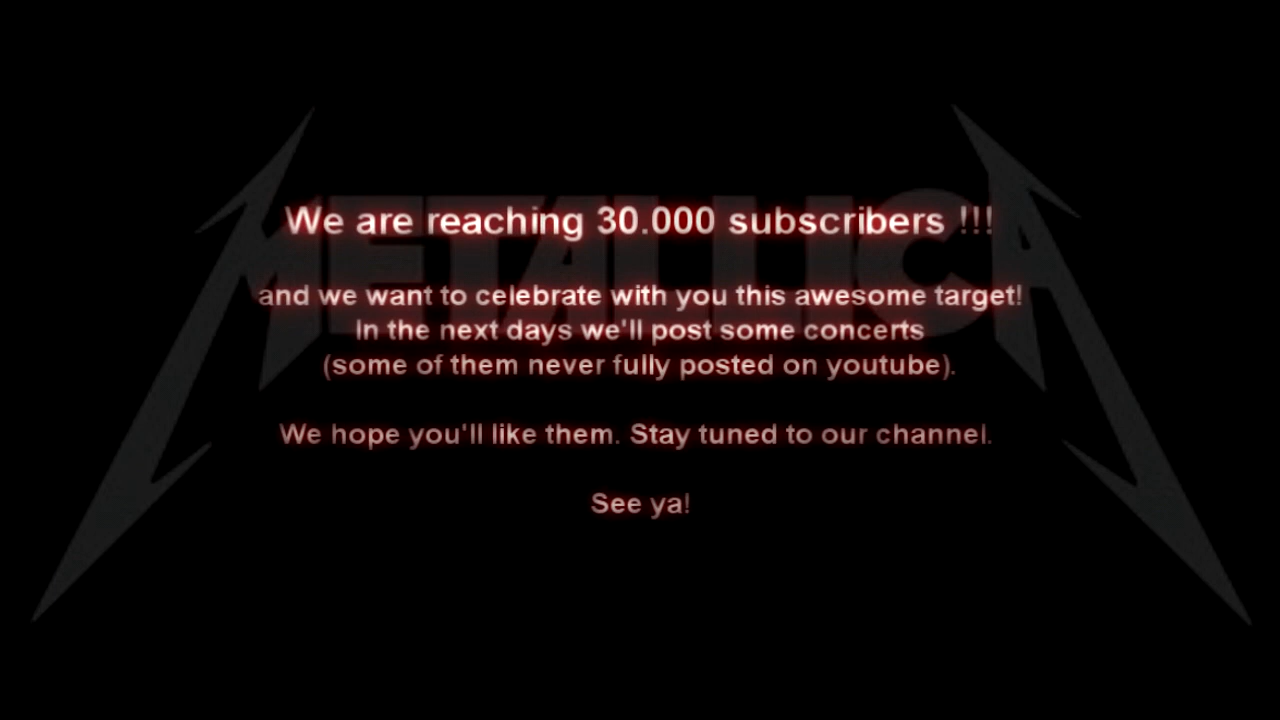 METALLICA
We are reaching 30.000 subscribers !!!
and we want to celebrate with you this awesome target!
In the next days we'll post some concerts
(some of them never fully posted on youtube).
We hope you'll like them. Stay tuned to our channel.
See ya!